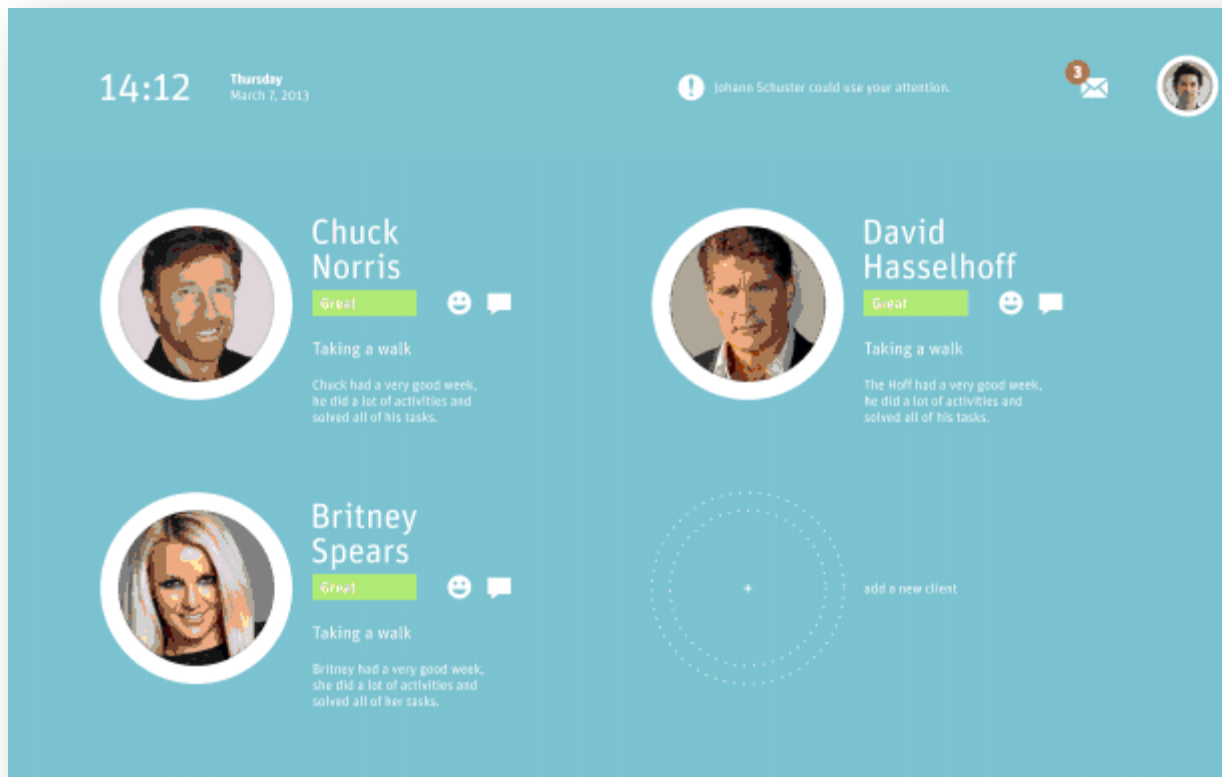 14:12
Thursday
March 7, 2013
Johann Schuster could use your attention.
3
Chuck
Norris
Great
Taking a walk
Chuck had a very good week,
he did a lot of activities and
solved all of his tasks.
David
Hasselhoff
Great
Taking a walk
The Hoff had a very good week,
he did a lot of activities and
solved all of his tasks.
Britney
Spears
Great
Taking a walk
Britney had a very good week,
she did a lot of activities and
solved all of her tasks.
+
add a new client